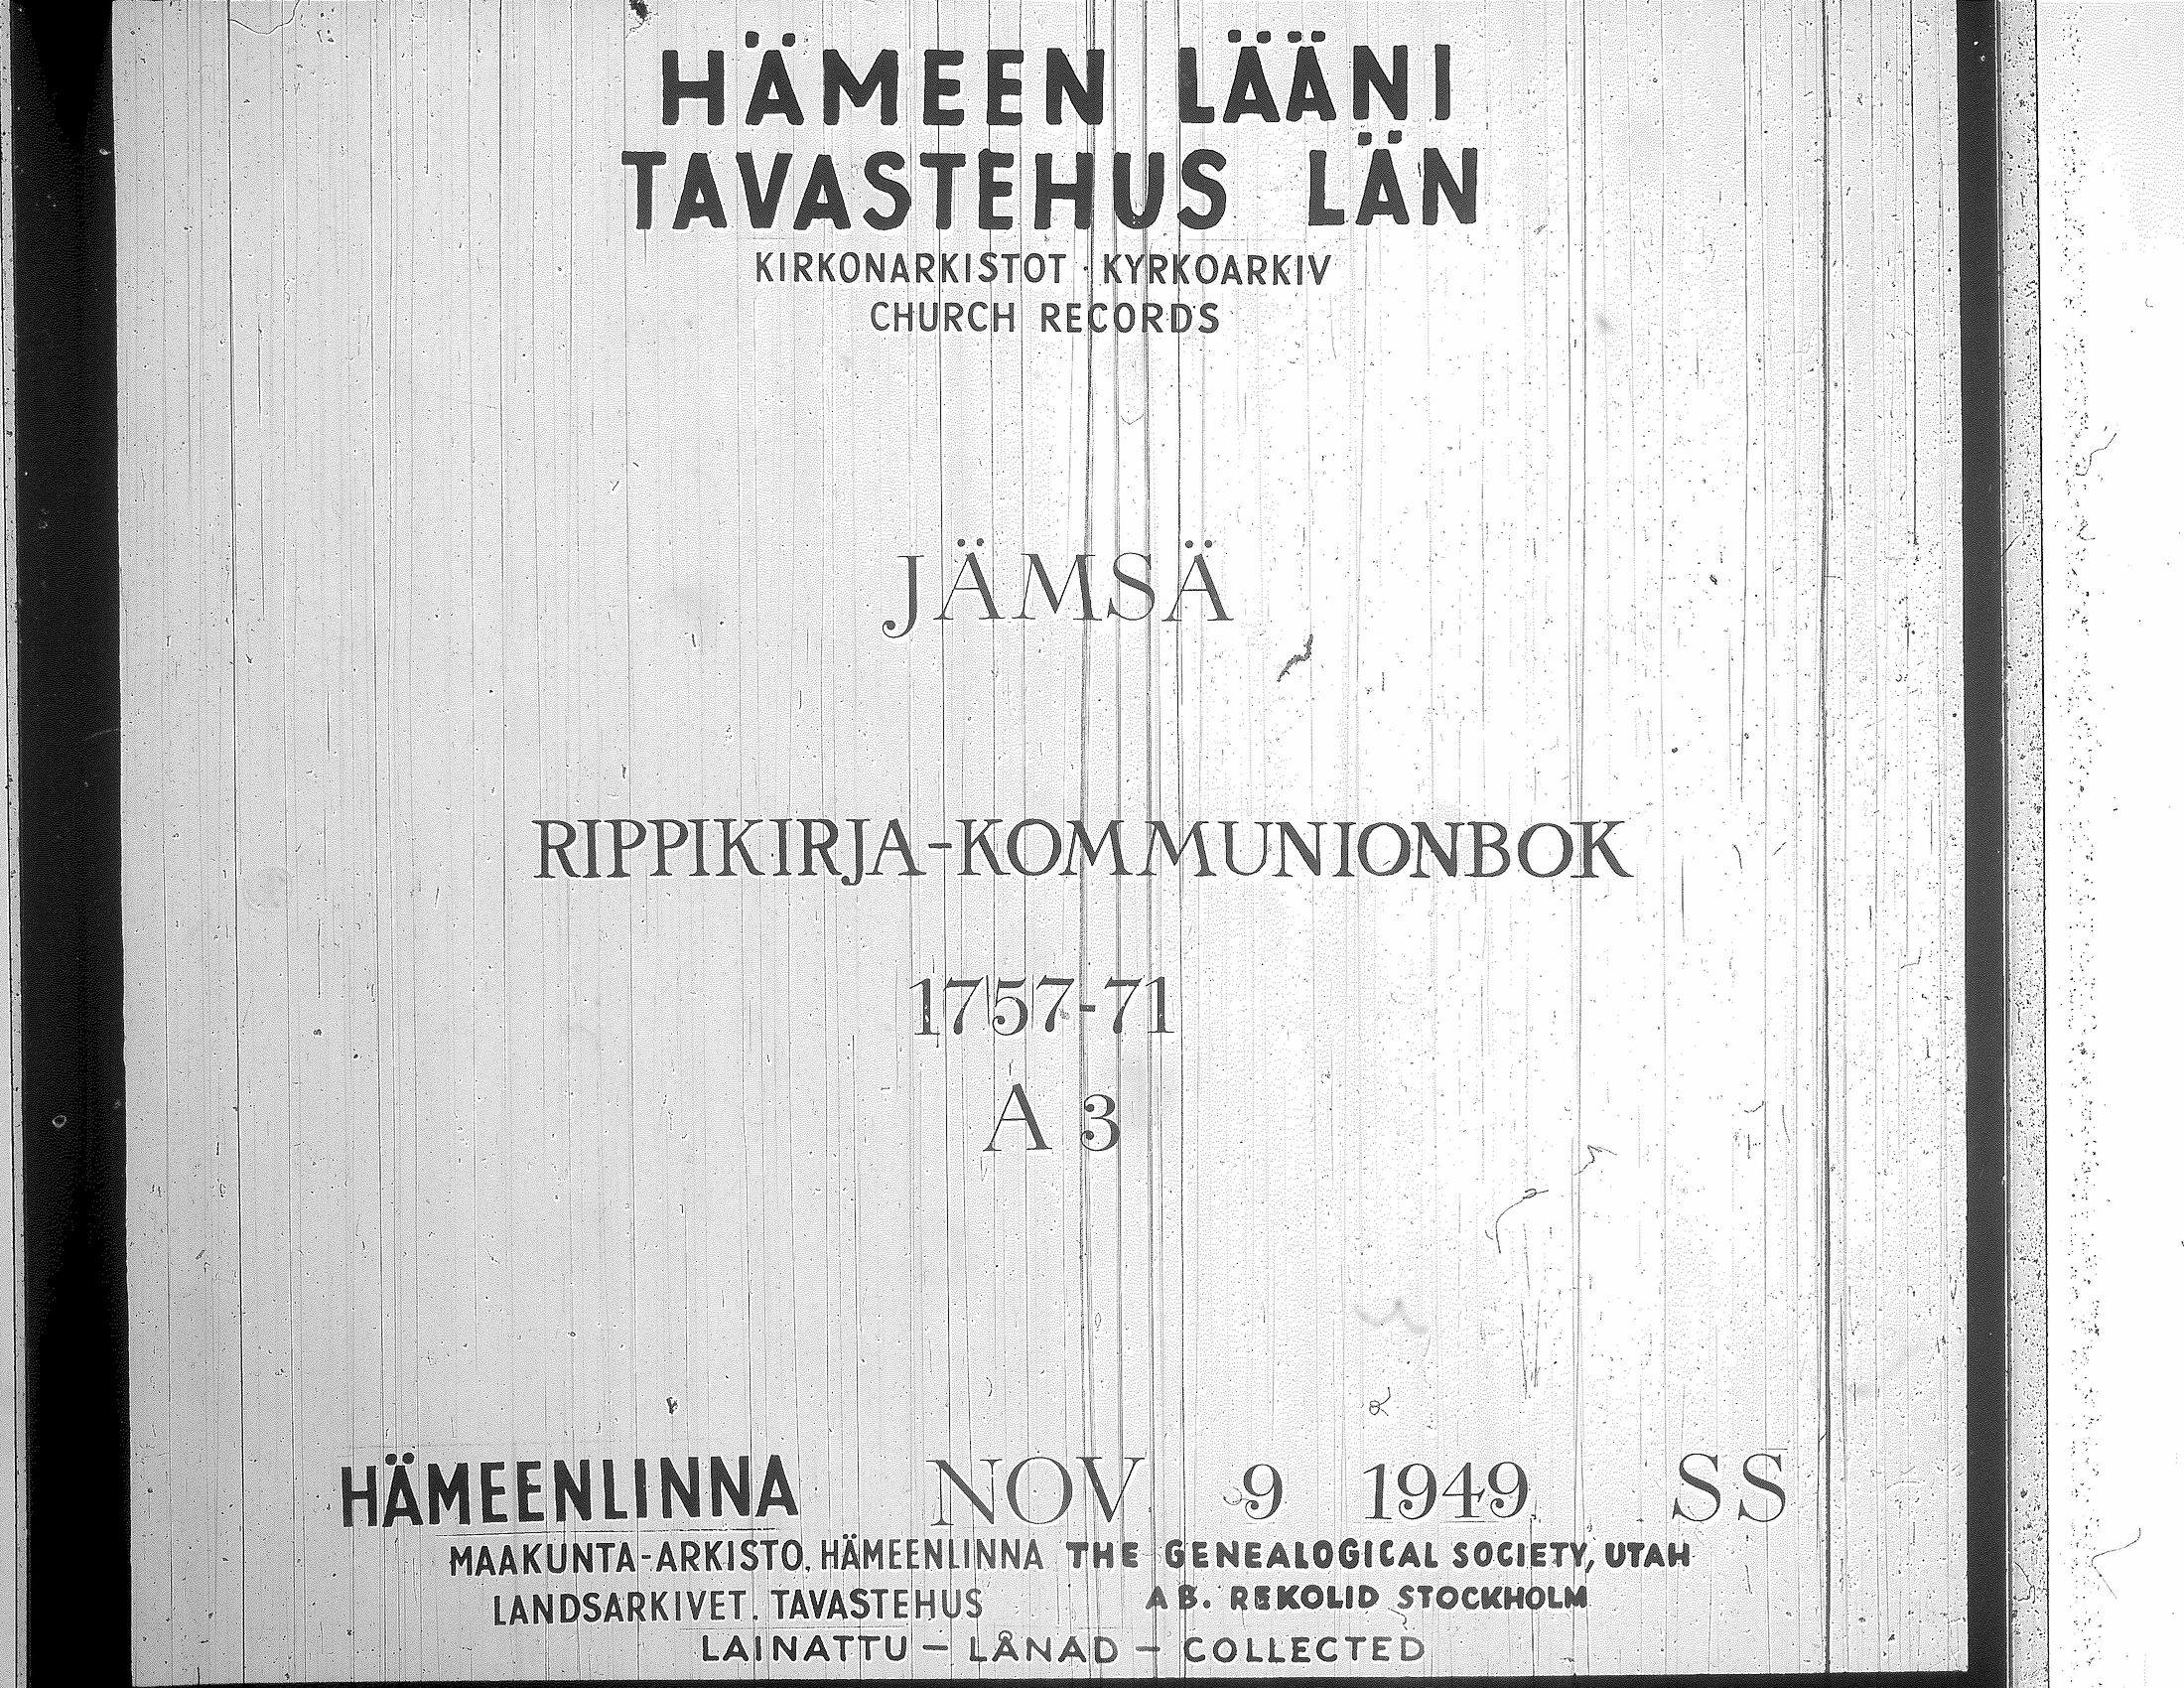 HÄMEEN LÄÄNI
TAVASTEHUS LÄN
KIRKONARKISTOT · KYRKOARKIV
CHURCH RECORDS
JÄMSÄ
RIPPIKIRJA-KOMMUNIONBOK
1757-71
A 3
HÄMEENLINNA NOV 9 1949 SS
MAAKUNTA-ARKISTO, HÄMEENLINNA THE GENEALOGICAL SOCIETY, UTAH
LANDSARKIVET. TAVASTEHUS AB. REKOLID STOCKHOLM
LAINATTU — LÅNAD — COLLECTED